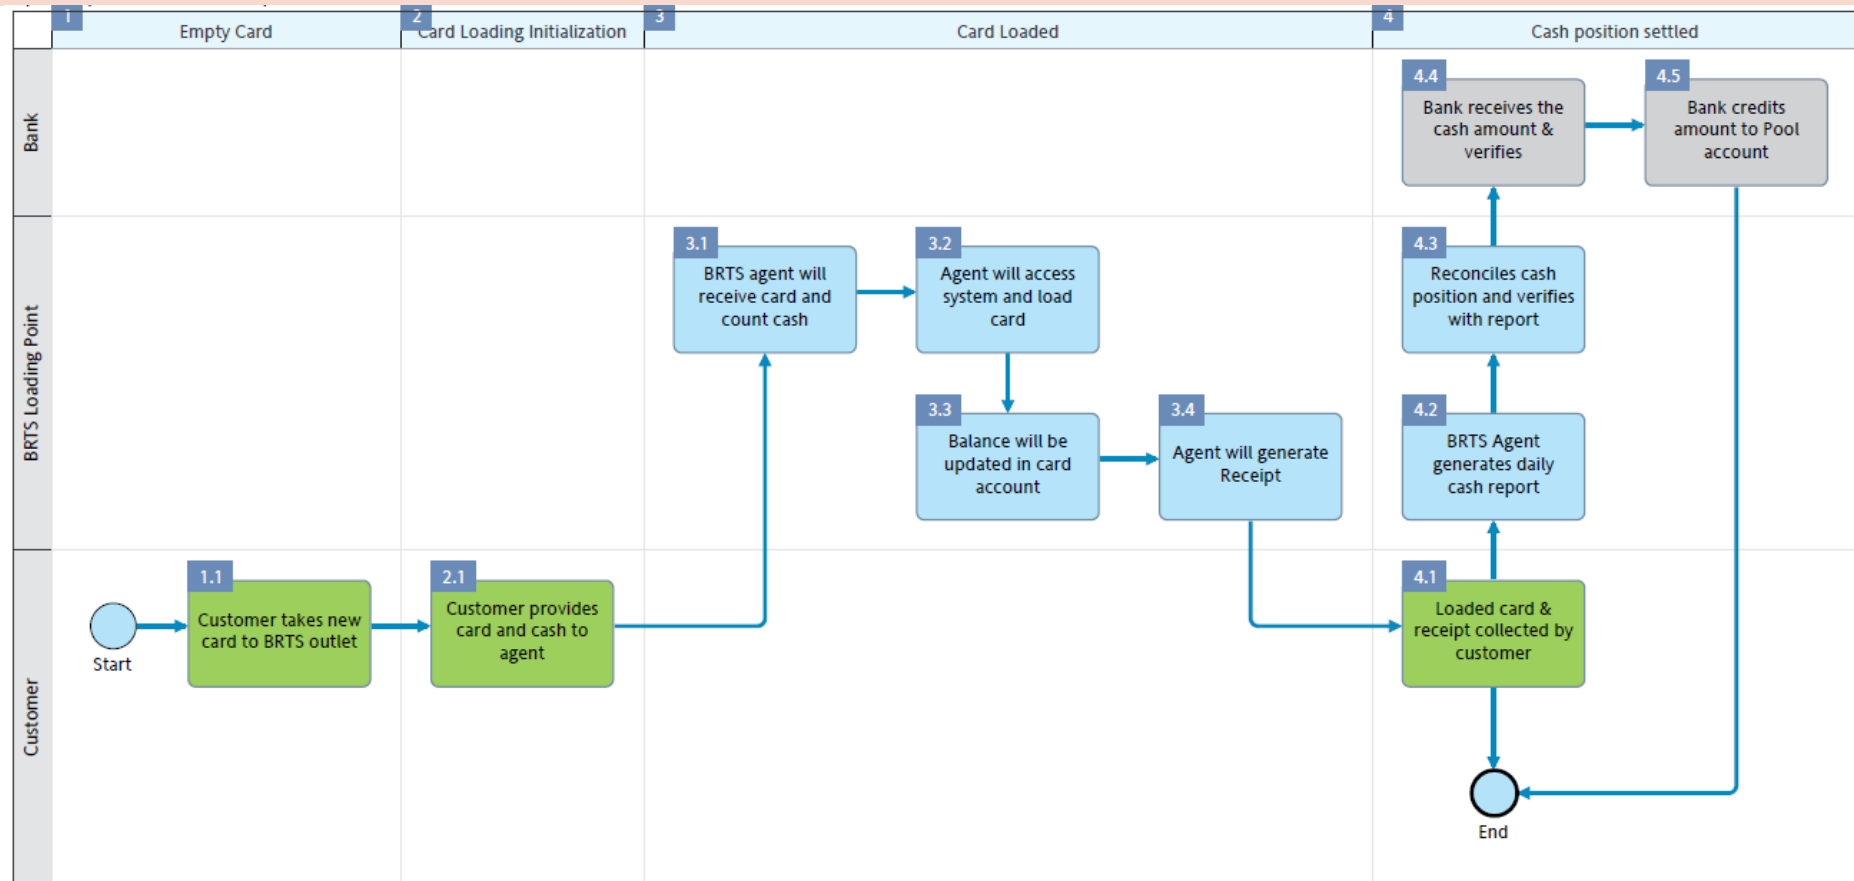 1
Empty Card
2
Card Loading Initialization
3
Card Loaded
4
Cash position settled
Bank
4.4
Bank receives the
cash amount &
verifies
4.5
Bank credits
amount to Pool
account
BRTS Loading Point
3.1
BRTS agent will
receive card and
count cash
3.2
Agent will access
system and load
card
4.3
Reconciles cash
position and verifies
with report
3.3
Balance will be
updated in card
account
3.4
Agent will generate
Receipt
4.2
BRTS Agent
generates daily
cash report
Customer
Start
1.1
Customer takes new
card to BRTS outlet
2.1
Customer provides
card and cash to
agent
4.1
Loaded card &
receipt collected by
customer
End